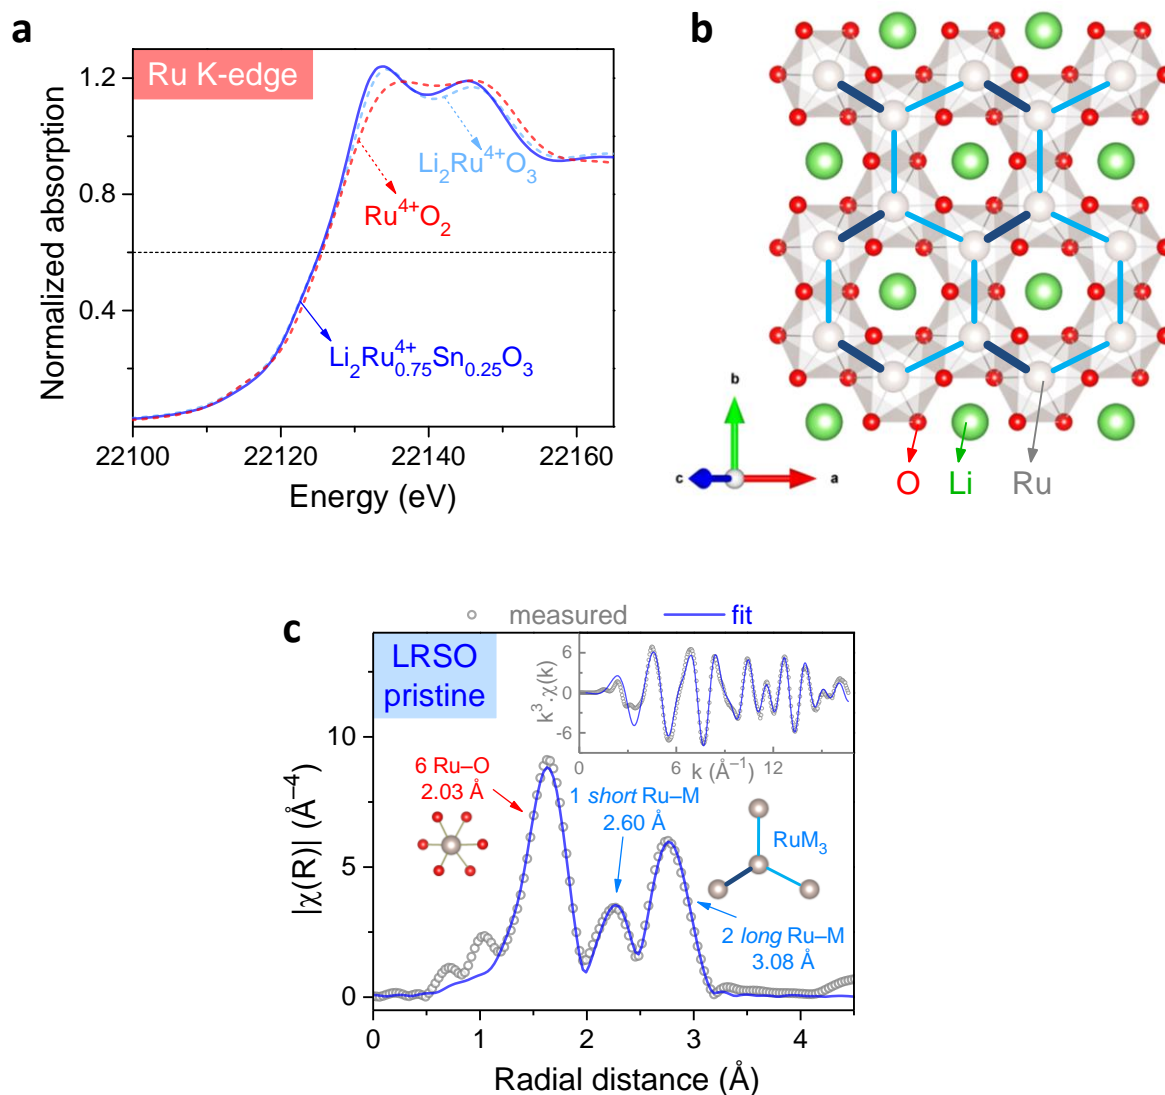 a
Ru K-edge
Normalized absorption
1.2
0.8
0.4
Li₂Ru⁴⁺O₃
Ru⁴⁺O₂
Li₂Ru⁴⁺₀.₇₅Sn₀.₂₅O₃
22100 22120 22140 22160
Energy (eV)
b
b
c
a
O Li Ru
c
measured fit
LRSO
pristine
|χ(R)| (Å⁻⁴)
10
5
0
6 Ru–O
2.03 Å
1 short Ru–M
2.60 Å
RuM₃
2 long Ru–M
3.08 Å
k³.χ(k)
6
0
-6
0 6 12
k (Å⁻¹)
0 1 2 3 4
Radial distance (Å)